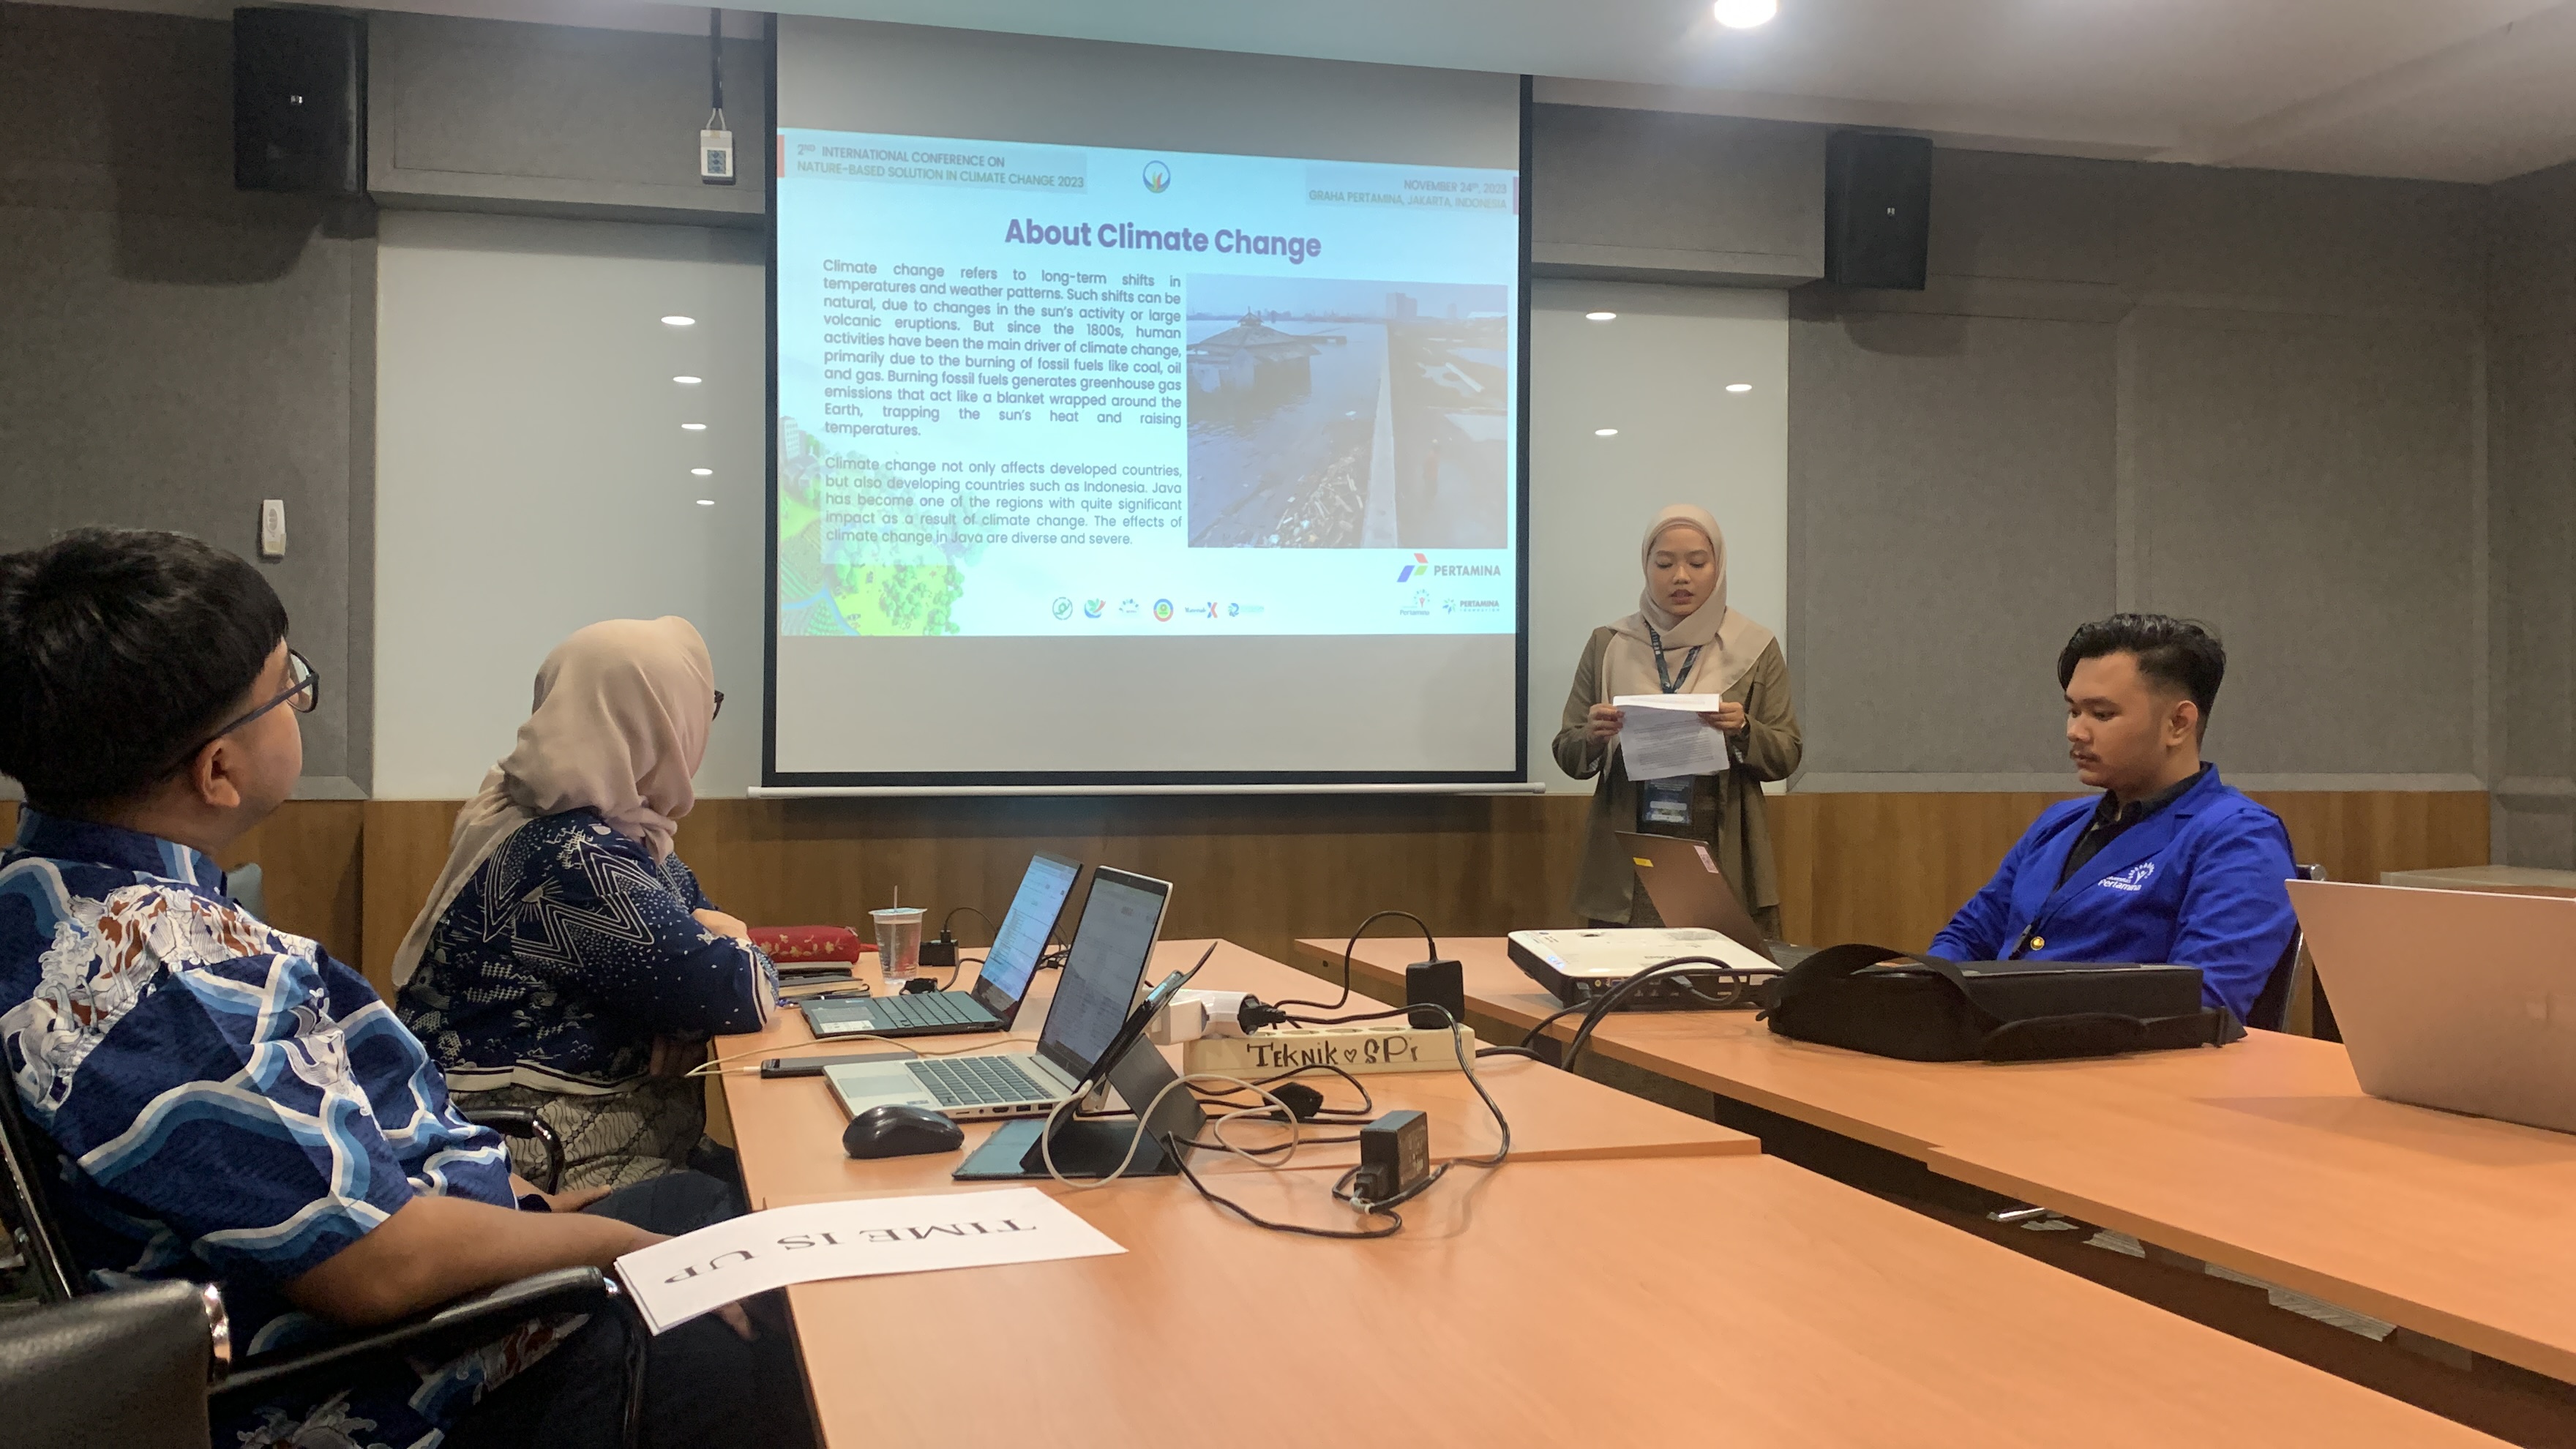 2ND INTERNATIONAL CONFERENCE ON
NATURE-BASED SOLUTION IN CLIMATE CHANGE 2023
NOVEMBER 24th, 2023
GRAHA PERTAMINA, JAKARTA, INDONESIA
About Climate Change
Climate change refers to long-term shifts in
temperatures and weather patterns. Such shifts can be
natural, due to changes in the sun's activity or large
volcanic eruptions. But since the 1800s, human
activities have been the main driver of climate change,
primarily due to the burning of fossil fuels like coal, oil
and gas. Burning fossil fuels generates greenhouse gas
emissions that act like a blanket wrapped around the
Earth, trapping the sun's heat and raising
temperatures.
Climate change not only affects developed countries,
but also developing countries such as Indonesia. Java
has become one of the regions with quite significant
impact as a result of climate change. The effects of
climate change in Java are diverse and severe.
PERTAMINA
Pertamina
PERTAMINA
Pertamina
TEKNIK ♡ SPI
TIME IS UP